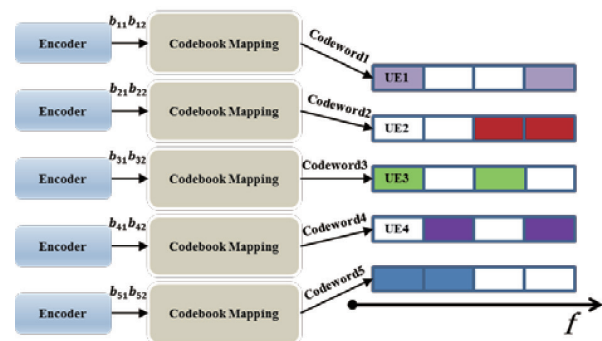 b₁₁b₁₂
Encoder
Codebook Mapping
Codeword1
UE1
b₂₁b₂₂
Encoder
Codebook Mapping
Codeword2
UE2
b₃₁b₃₂
Encoder
Codebook Mapping
Codeword3
UE3
b₄₁b₄₂
Encoder
Codebook Mapping
Codeword4
UE4
b₅₁b₅₂
Encoder
Codebook Mapping
Codeword5
f